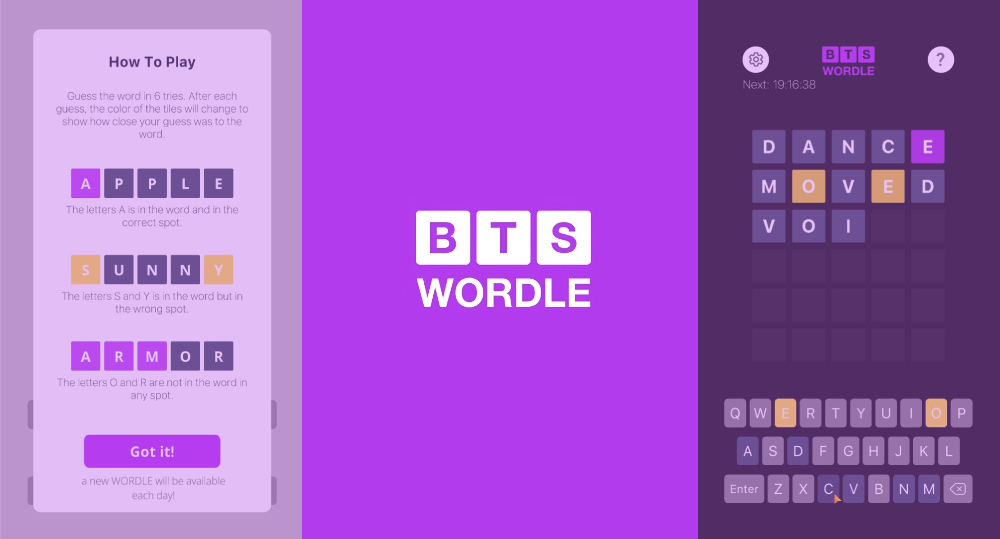 How To Play
Guess the word in 6 tries. After each
guess, the color of the tiles will change to
show how close your guess was to the
word.
A P P L E
The letters A is in the word and in the
correct spot.
S U N N Y
The letters S and Y is in the word but in
the wrong spot.
A R M O R
The letters O and R are not in the word in
any spot.
Got it!
a new WORDLE will be available
each day!
B T S
WORDLE
B T S
WORDLE
?
Next: 19:16:38
D A N C E
M O V E D
V O I
Q W E R T Y U I O P
A S D F G H J K L
Enter Z X C V B N M